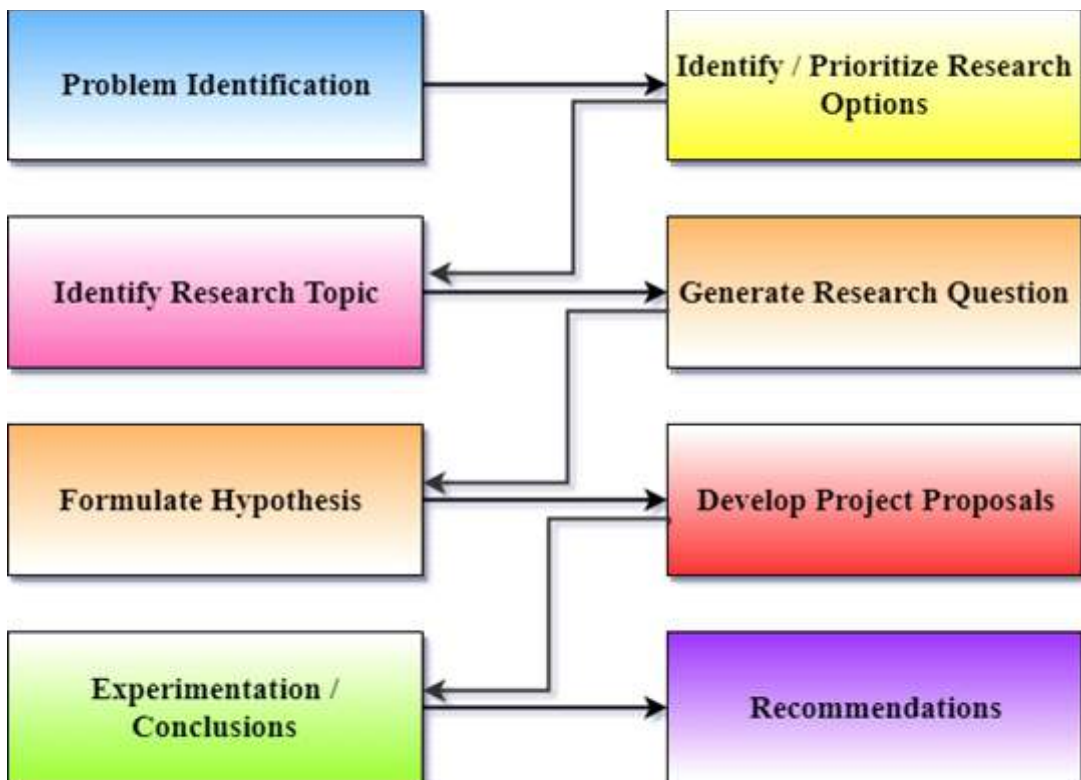 Problem Identification
Identify / Prioritize Research
Options
Identify Research Topic
Generate Research Question
Formulate Hypothesis
Develop Project Proposals
Experimentation /
Conclusions
Recommendations